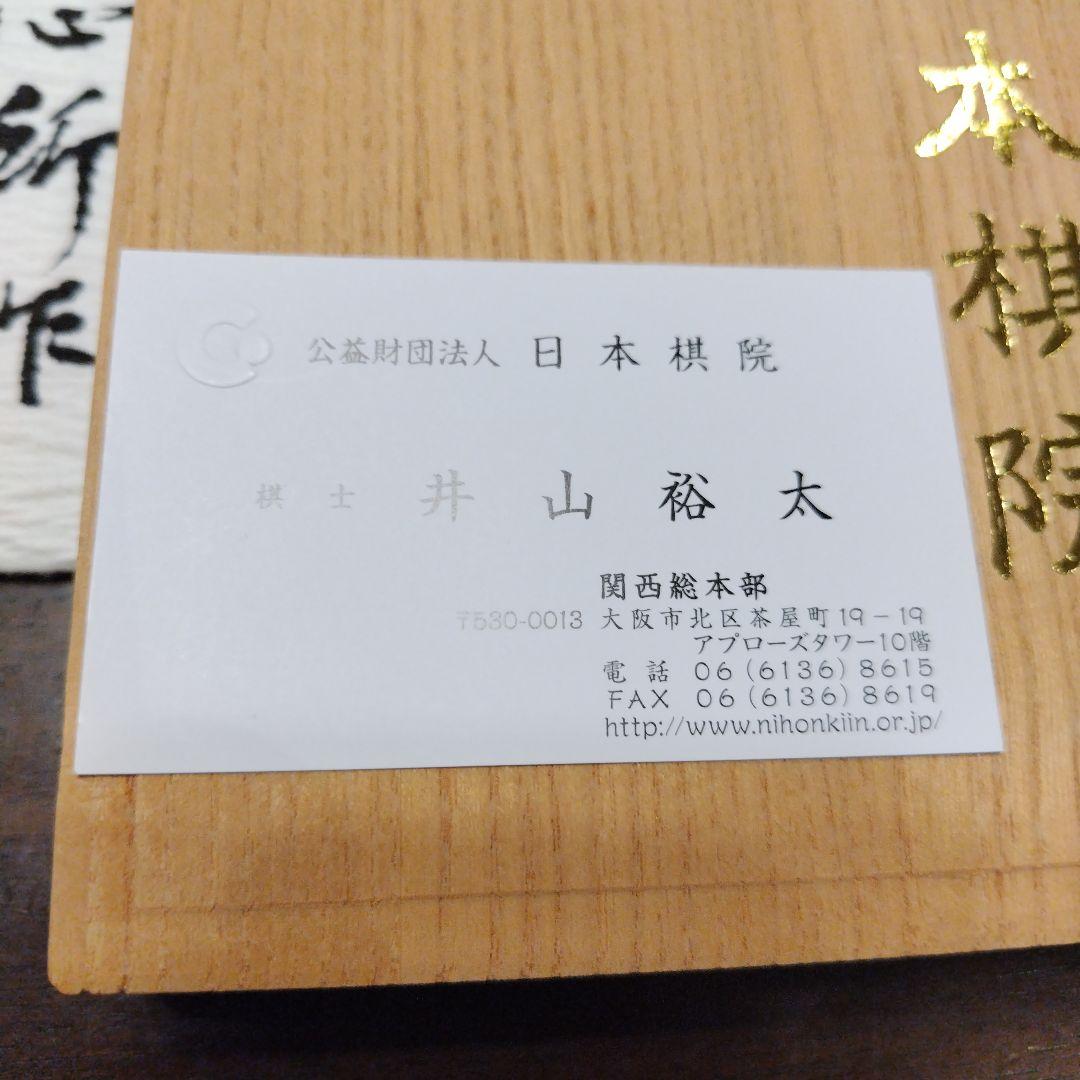 公益財団法人 日本棋院
棋士 井山裕太
関西総本部
〒530-0013 大阪市北区茶屋町19-19
アプローズタワー10階
電話 06(6136)8615
FAX 06(6136)8619
http://www.nihonkiin.or.jp/
本棋院
所作